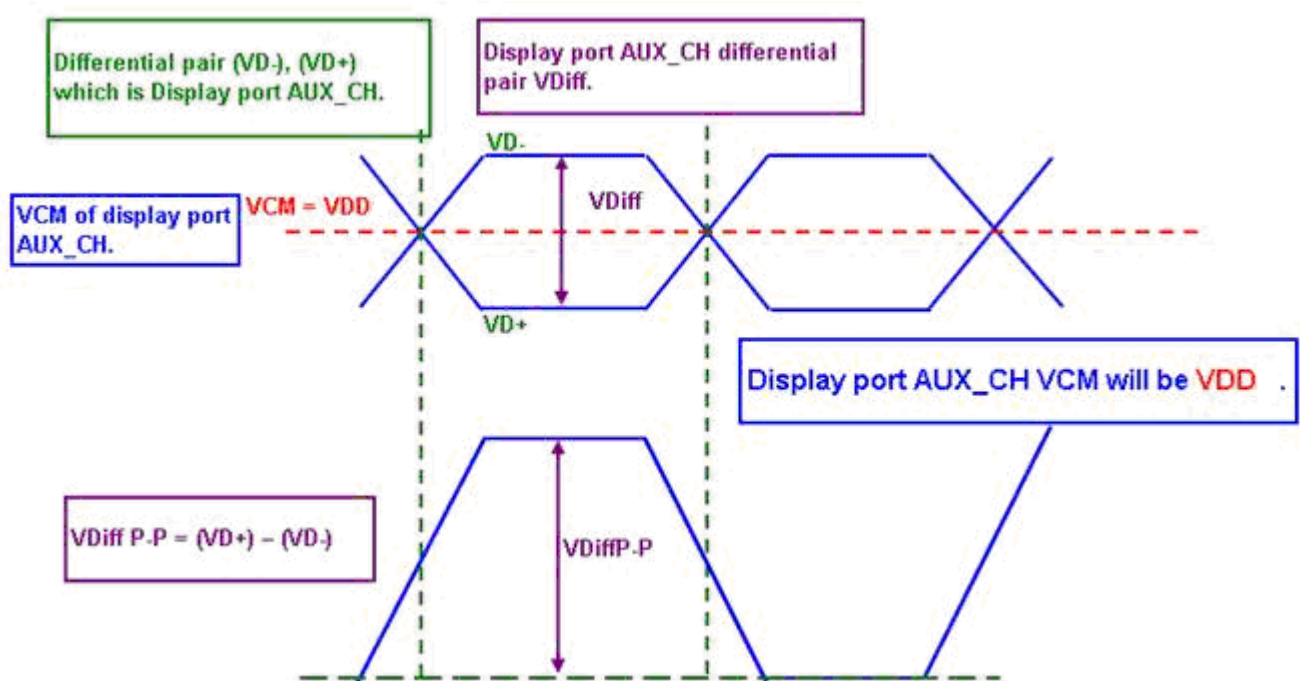 Differential pair (VD-), (VD+)
which is Display port AUX_CH.
Display port AUX_CH differential
pair VDiff.
VD-
VCM of display port
AUX_CH.
VCM = VDD
VDiff
VD+
Display port AUX_CH VCM will be VDD .
VDiff P-P = (VD+) – (VD-)
VDiffP-P